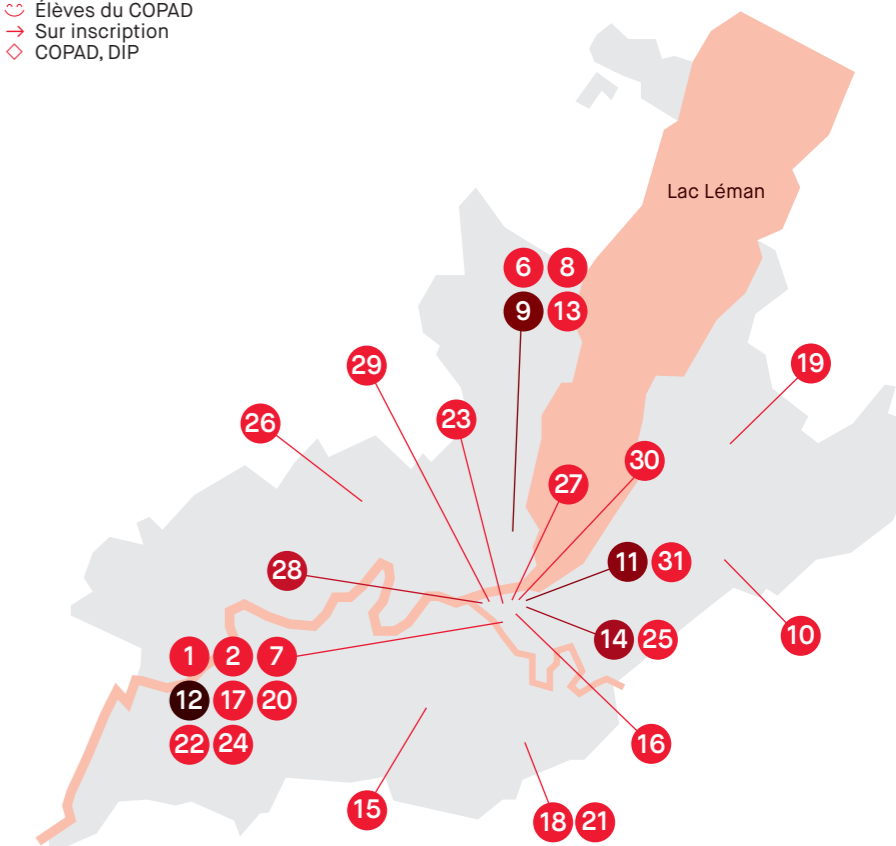 Élèves du COPAD
→ Sur inscription
◇ COPAD, DIP
Lac Léman
6 8
9 13
29
19
23
26
30
27
28
11 31
14 25
10
1 2 7
12 17 20
22 24
16
15
18 21